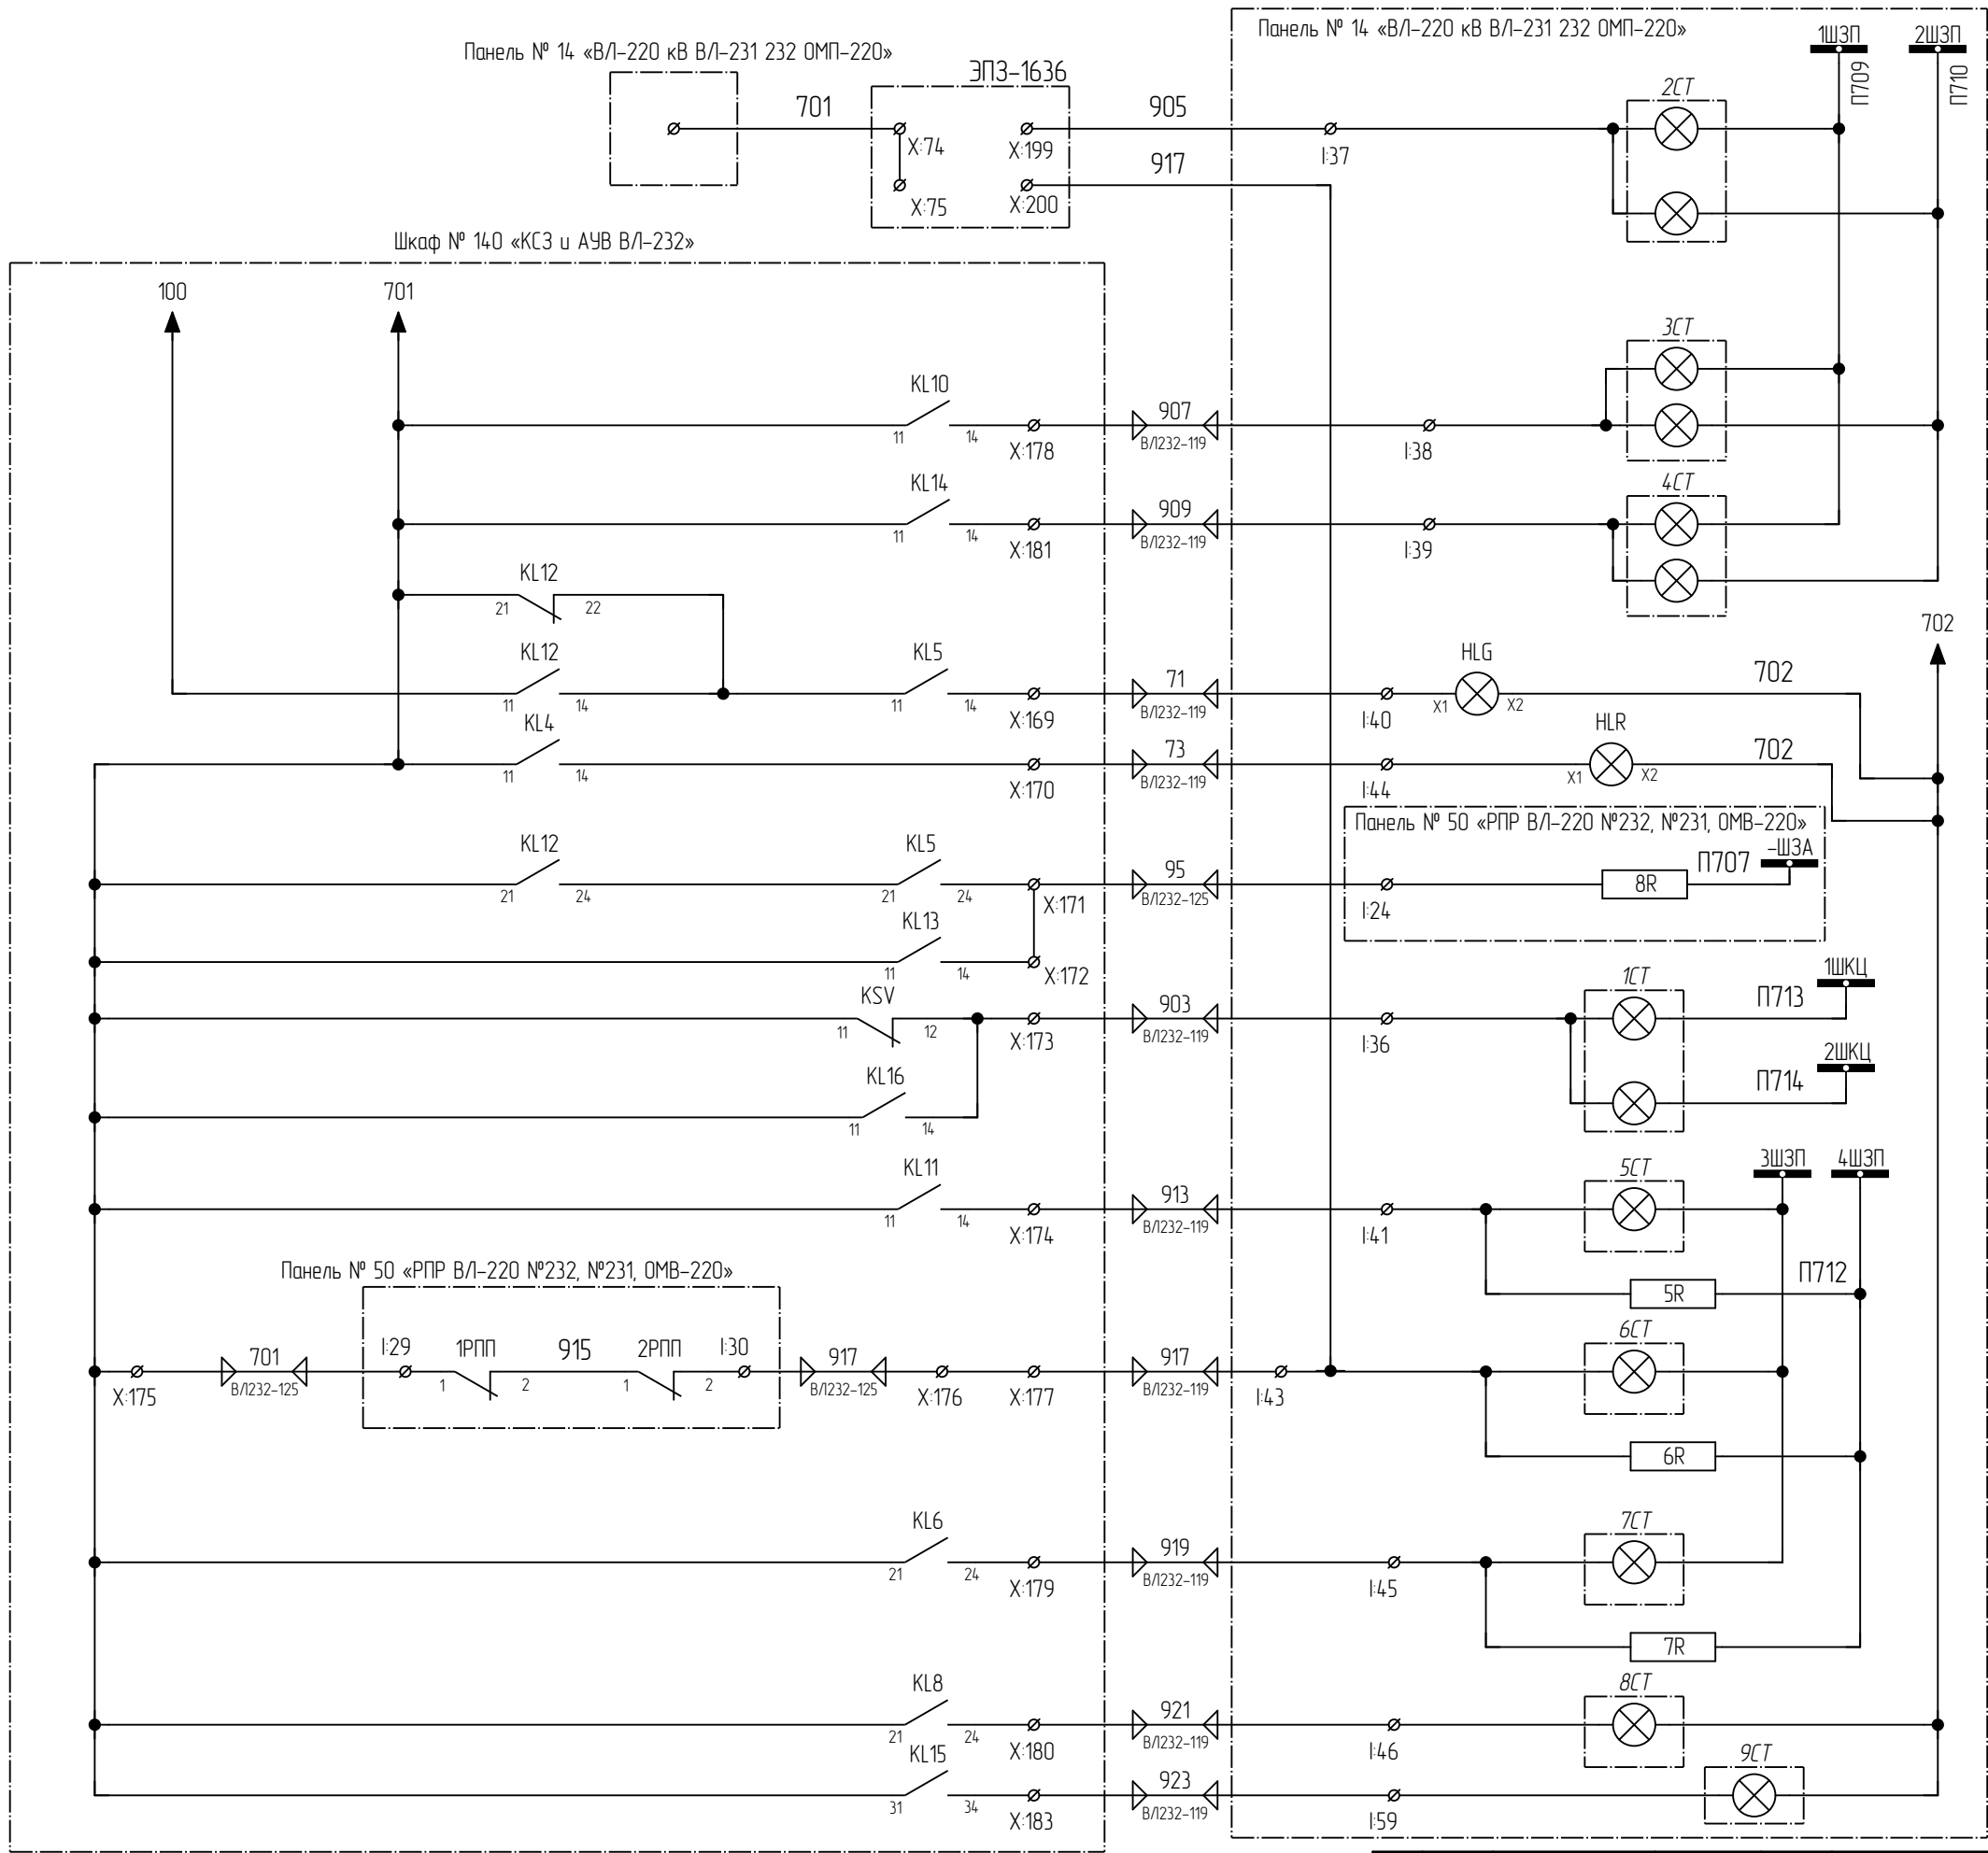 Панель № 14 «ВЛ-220 кВ ВЛ-231 232 ОМП-220»
Панель № 14 «ВЛ-220 кВ ВЛ-231 232 ОМП-220»
1ШЗП
2ШЗП
П709
П710
ЭПЗ-1636
701
905
917
X:74
X:75
X:199
X:200
I:37
2СТ
Шкаф № 140 «КСЗ и АУВ ВЛ-232»
100
701
3СТ
KL10
11
14
X:178
907
ВЛ232-119
I:38
4СТ
KL14
11
14
X:181
909
ВЛ232-119
I:39
KL12
21
22
702
KL12
11
14
KL5
11
14
X:169
71
ВЛ232-119
I:40
HLG
X1
X2
702
KL4
11
14
X:170
73
ВЛ232-119
I:44
HLR
X1
X2
702
Панель № 50 «РПР ВЛ-220 №232, №231, ОМВ-220»
KL12
21
24
KL5
21
24
X:171
95
ВЛ232-125
I:24
8R
П707
-ШЗА
KL13
11
14
X:172
KSV
11
12
X:173
903
ВЛ232-119
I:36
1СТ
П713
1ШКЦ
KL16
11
14
П714
2ШКЦ
KL11
11
14
X:174
913
ВЛ232-119
I:41
5СТ
3ШЗП
4ШЗП
5R
П712
Панель № 50 «РПР ВЛ-220 №232, №231, ОМВ-220»
X:175
701
ВЛ232-125
I:29
1РПП
1
2
915
2РПП
1
2
I:30
917
ВЛ232-125
X:176
X:177
917
ВЛ232-119
I:43
6СТ
6R
KL6
21
24
X:179
919
ВЛ232-119
I:45
7СТ
7R
KL8
21
24
X:180
921
ВЛ232-119
I:46
8СТ
KL15
31
34
X:183
923
ВЛ232-119
I:59
9СТ